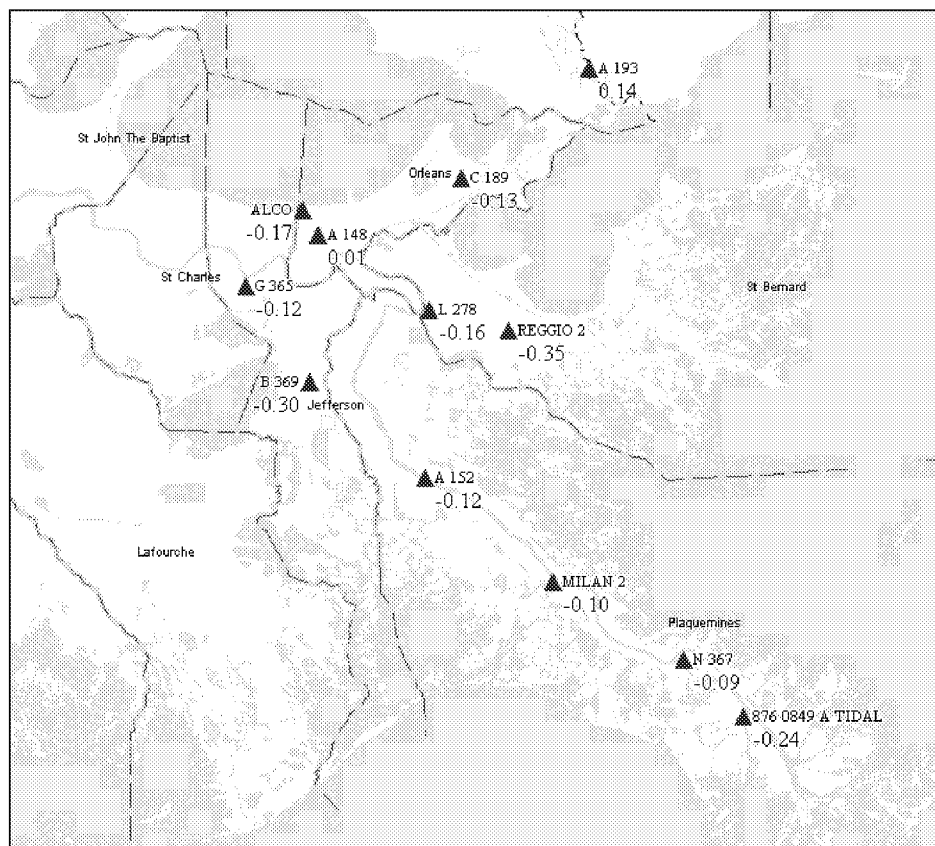 A 193
0.14
St John The Baptist
Orleans
C 189
-0.13
ALCO
-0.17
A 148
0.01
St Charles
G 365
-0.12
St Bernard
L 278
-0.16
REGGIO 2
-0.35
B 369
-0.30
Jefferson
A 152
-0.12
Lafourche
MILAN 2
-0.10
Plaquemines
N 367
-0.09
876 0849 A TIDAL
-0.24